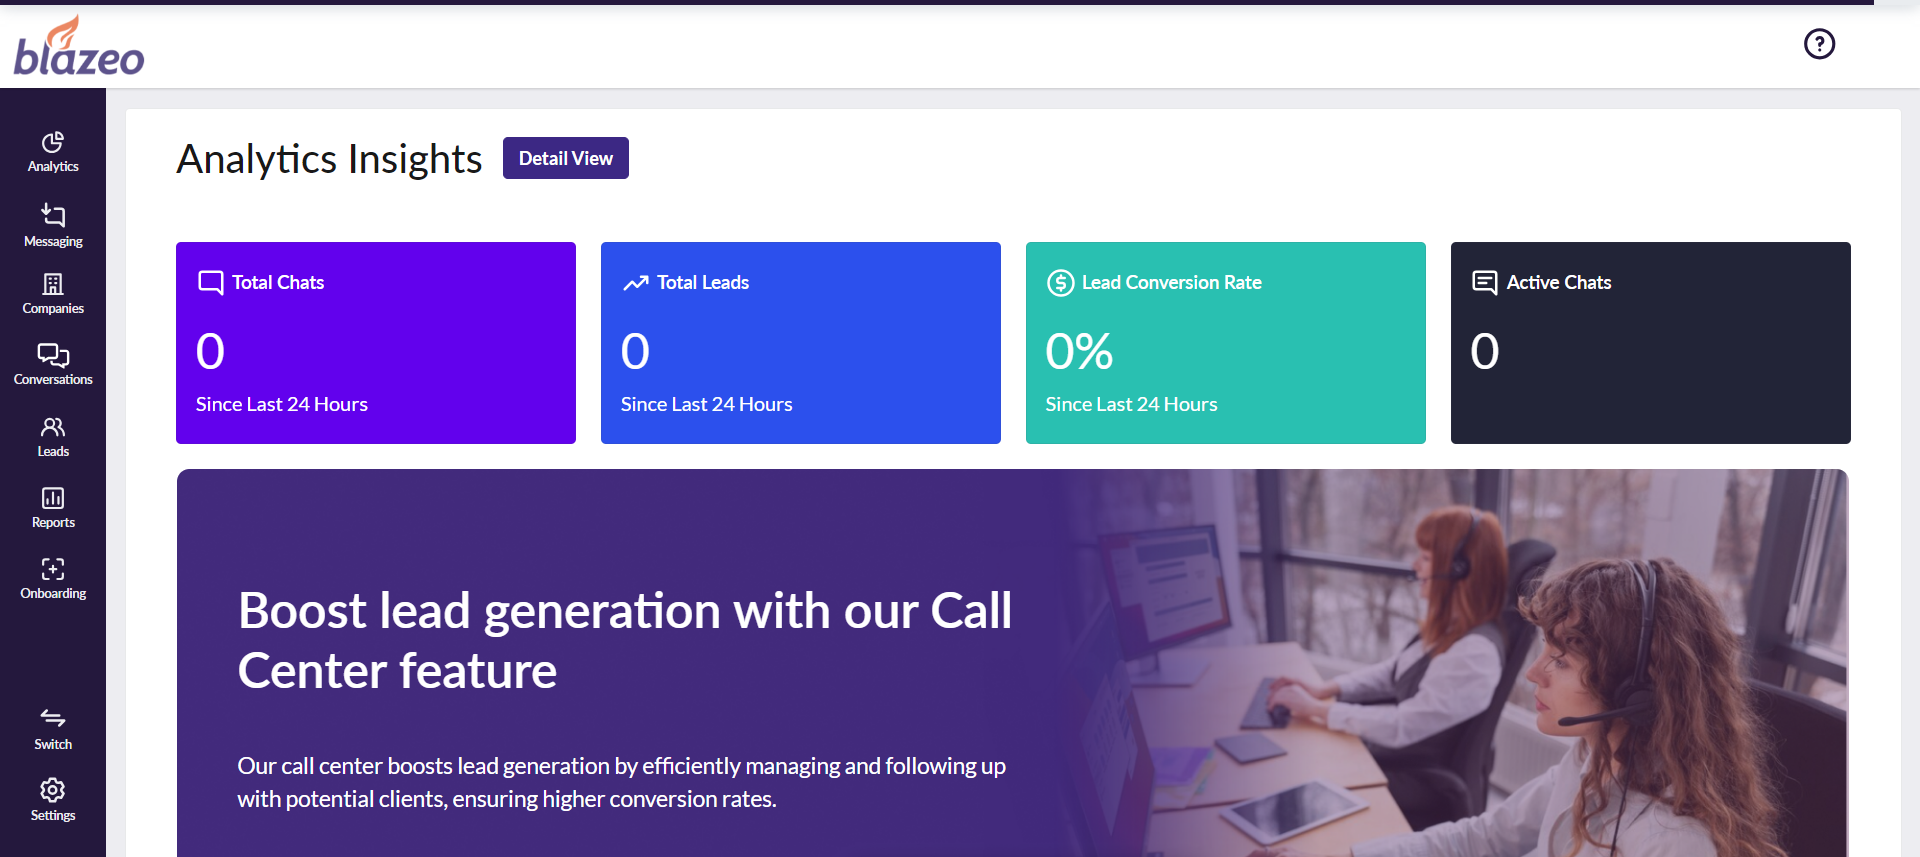 blazeo
Analytics
Messaging
Companies
Conversations
Leads
Reports
Onboarding
Switch
Settings
Analytics Insights
Detail View
Total Chats
0
Since Last 24 Hours
Total Leads
0
Since Last 24 Hours
Lead Conversion Rate
0%
Since Last 24 Hours
Active Chats
0
Boost lead generation with our Call
Center feature
Our call center boosts lead generation by efficiently managing and following up
with potential clients, ensuring higher conversion rates.